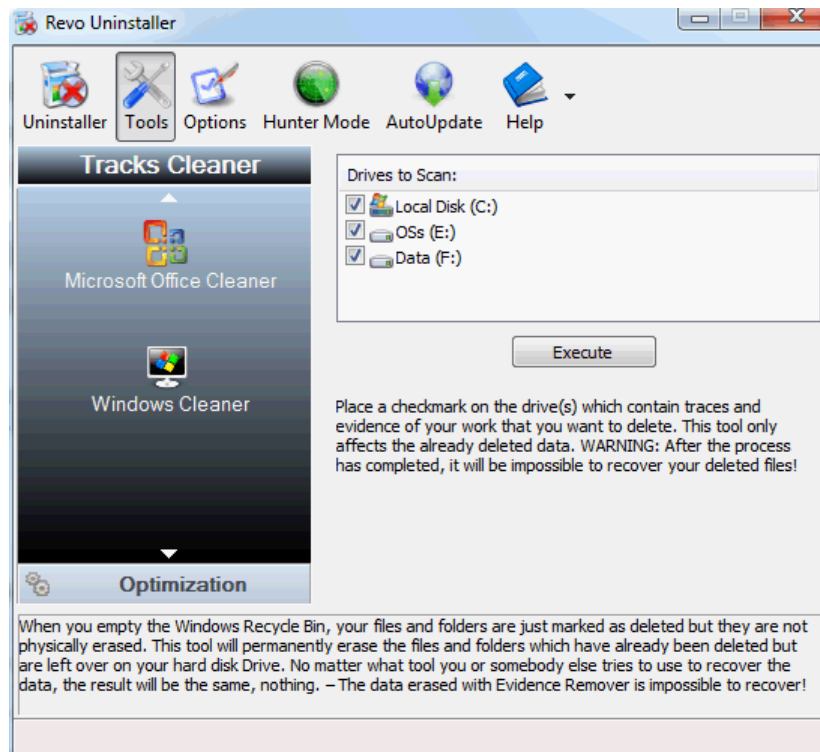 Revo Uninstaller
Uninstaller Tools Options Hunter Mode AutoUpdate Help
Tracks Cleaner
Microsoft Office Cleaner
Windows Cleaner
Optimization
Drives to Scan:
Local Disk (C:)
OSs (E:)
Data (F:)
Execute
Place a checkmark on the drive(s) which contain traces and
evidence of your work that you want to delete. This tool only
affects the already deleted data. WARNING: After the process
has completed, it will be impossible to recover your deleted files!
When you empty the Windows Recycle Bin, your files and folders are just marked as deleted but they are not
physically erased. This tool will permanently erase the files and folders which have already been deleted but
are left over on your hard disk Drive. No matter what tool you or somebody else tries to use to recover the
data, the result will be the same, nothing. – The data erased with Evidence Remover is impossible to recover!